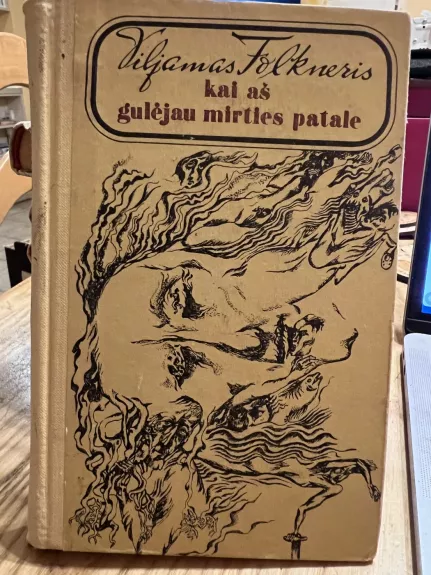 Viljamas Folkneris
kai aš
gulėjau mirties patale